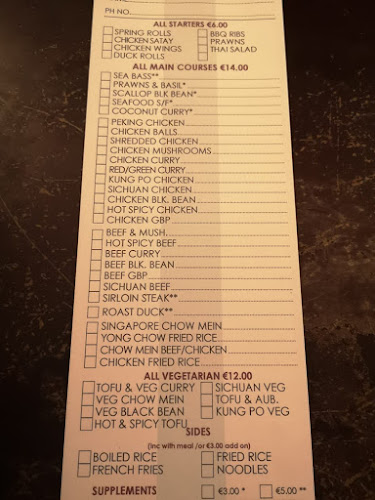 PH NO.
ALL STARTERS €6.00
SPRING ROLLS BBQ RIBS
CHICKEN SATAY PRAWNS
CHICKEN WINGS THAI SALAD
DUCK ROLLS
ALL MAIN COURSES €14.00
SEA BASS**
PRAWNS & BASIL*
SCALLOP BLK BEAN*
SEAFOOD S/F*
COCONUT CURRY*
PEKING CHICKEN
CHICKEN BALLS
SHREDDED CHICKEN
CHICKEN MUSHROOMS
CHICKEN CURRY
RED/GREEN CURRY
KUNG PO CHICKEN
SICHUAN CHICKEN
CHICKEN BLK. BEAN
HOT SPICY CHICKEN
CHICKEN GBP
BEEF & MUSH.
HOT SPICY BEEF
BEEF CURRY
BEEF BLK. BEAN
BEEF GBP
SICHUAN BEEF
SIRLOIN STEAK**
ROAST DUCK**
SINGAPORE CHOW MEIN
YONG CHOW FRIED RICE
CHOW MEIN BEEF/CHICKEN
CHICKEN FRIED RICE
ALL VEGETARIAN €12.00
TOFU & VEG CURRY SICHUAN VEG
VEG CHOW MEIN TOFU & AUB.
VEG BLACK BEAN KUNG PO VEG
HOT & SPICY TOFU
SIDES
(inc with meal /or €3.00 add on)
BOILED RICE FRIED RICE
FRENCH FRIES NOODLES
SUPPLEMENTS €3.00 * €5.00 **